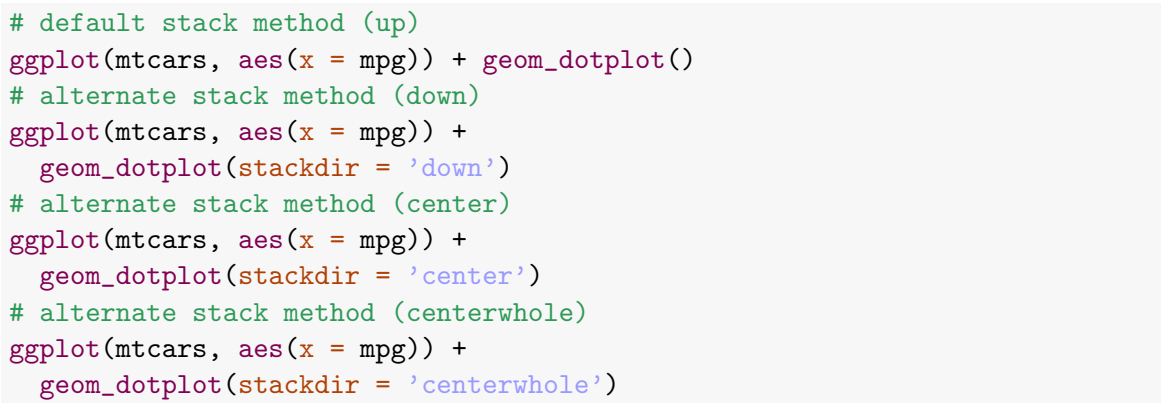 # default stack method (up)
ggplot(mtcars, aes(x = mpg)) + geom_dotplot()
# alternate stack method (down)
ggplot(mtcars, aes(x = mpg)) +
  geom_dotplot(stackdir = ’down’)
# alternate stack method (center)
ggplot(mtcars, aes(x = mpg)) +
  geom_dotplot(stackdir = ’center’)
# alternate stack method (centerwhole)
ggplot(mtcars, aes(x = mpg)) +
  geom_dotplot(stackdir = ’centerwhole’)